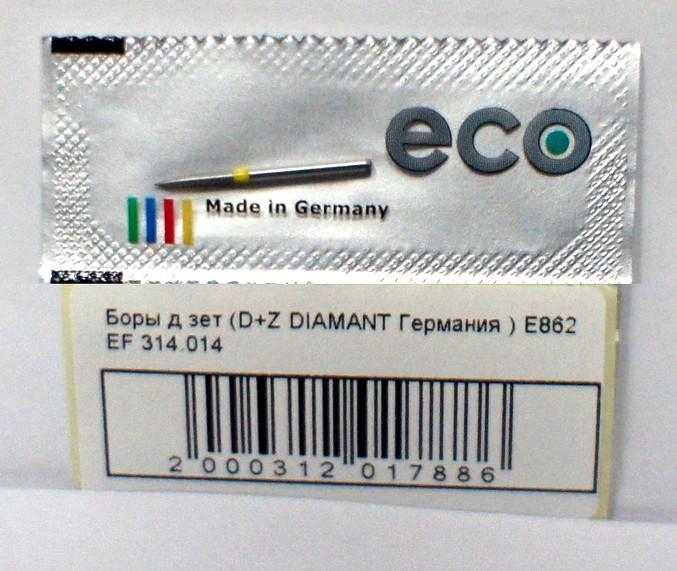 eco
Made in Germany
Боры д зет (D+Z DIAMANT Германия ) E862
EF 314.014
2 000312 017886